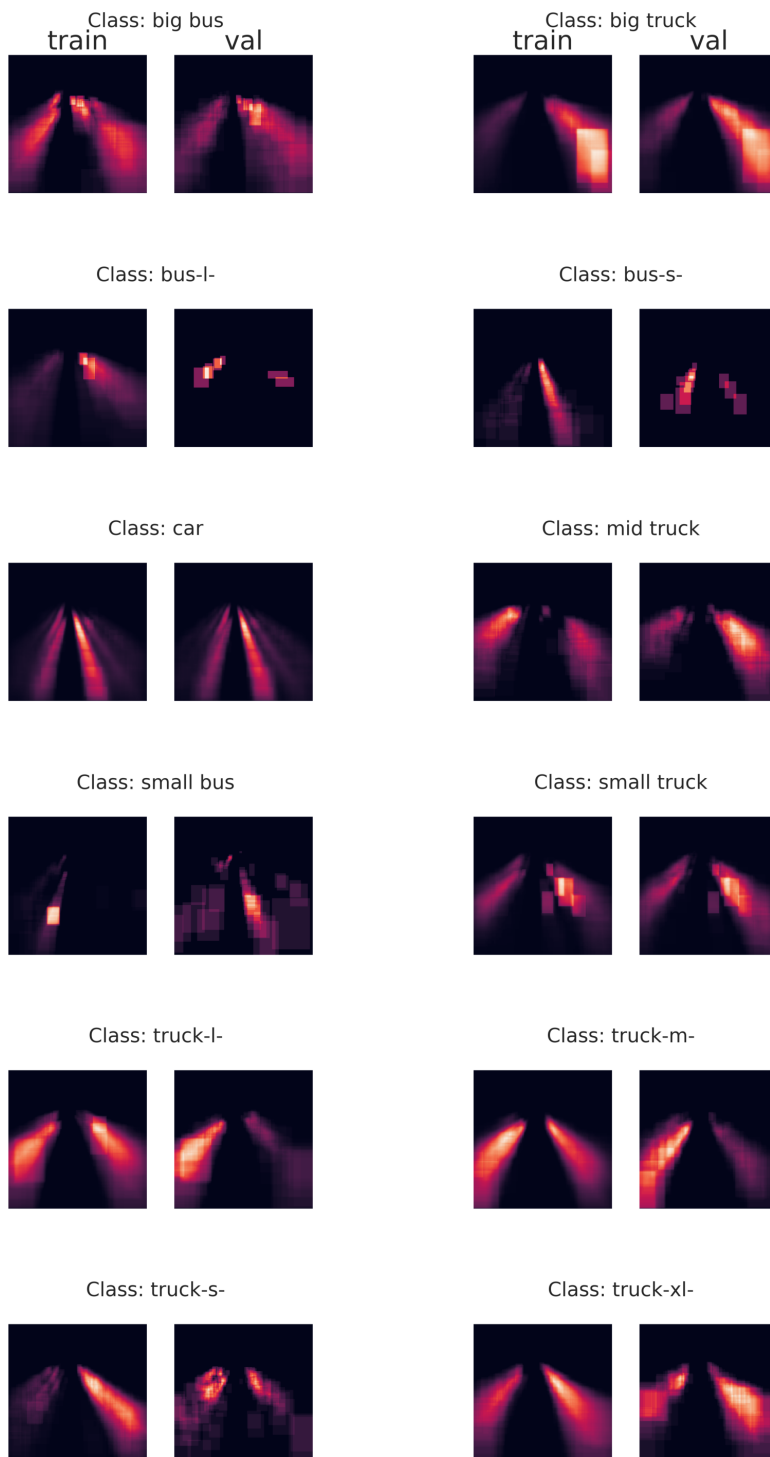 Class: big bus
train val
Class: big truck
train val
Class: bus-l-
Class: bus-s-
Class: car
Class: mid truck
Class: small bus
Class: small truck
Class: truck-l-
Class: truck-m-
Class: truck-s-
Class: truck-xl-